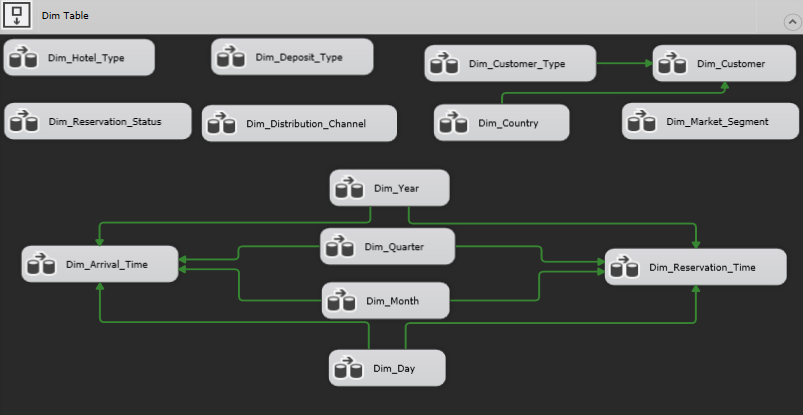 Dim Table
Dim_Hotel_Type
Dim_Deposit_Type
Dim_Customer_Type
Dim_Customer
Dim_Reservation_Status
Dim_Distribution_Channel
Dim_Country
Dim_Market_Segment
Dim_Year
Dim_Quarter
Dim_Arrival_Time
Dim_Reservation_Time
Dim_Month
Dim_Day